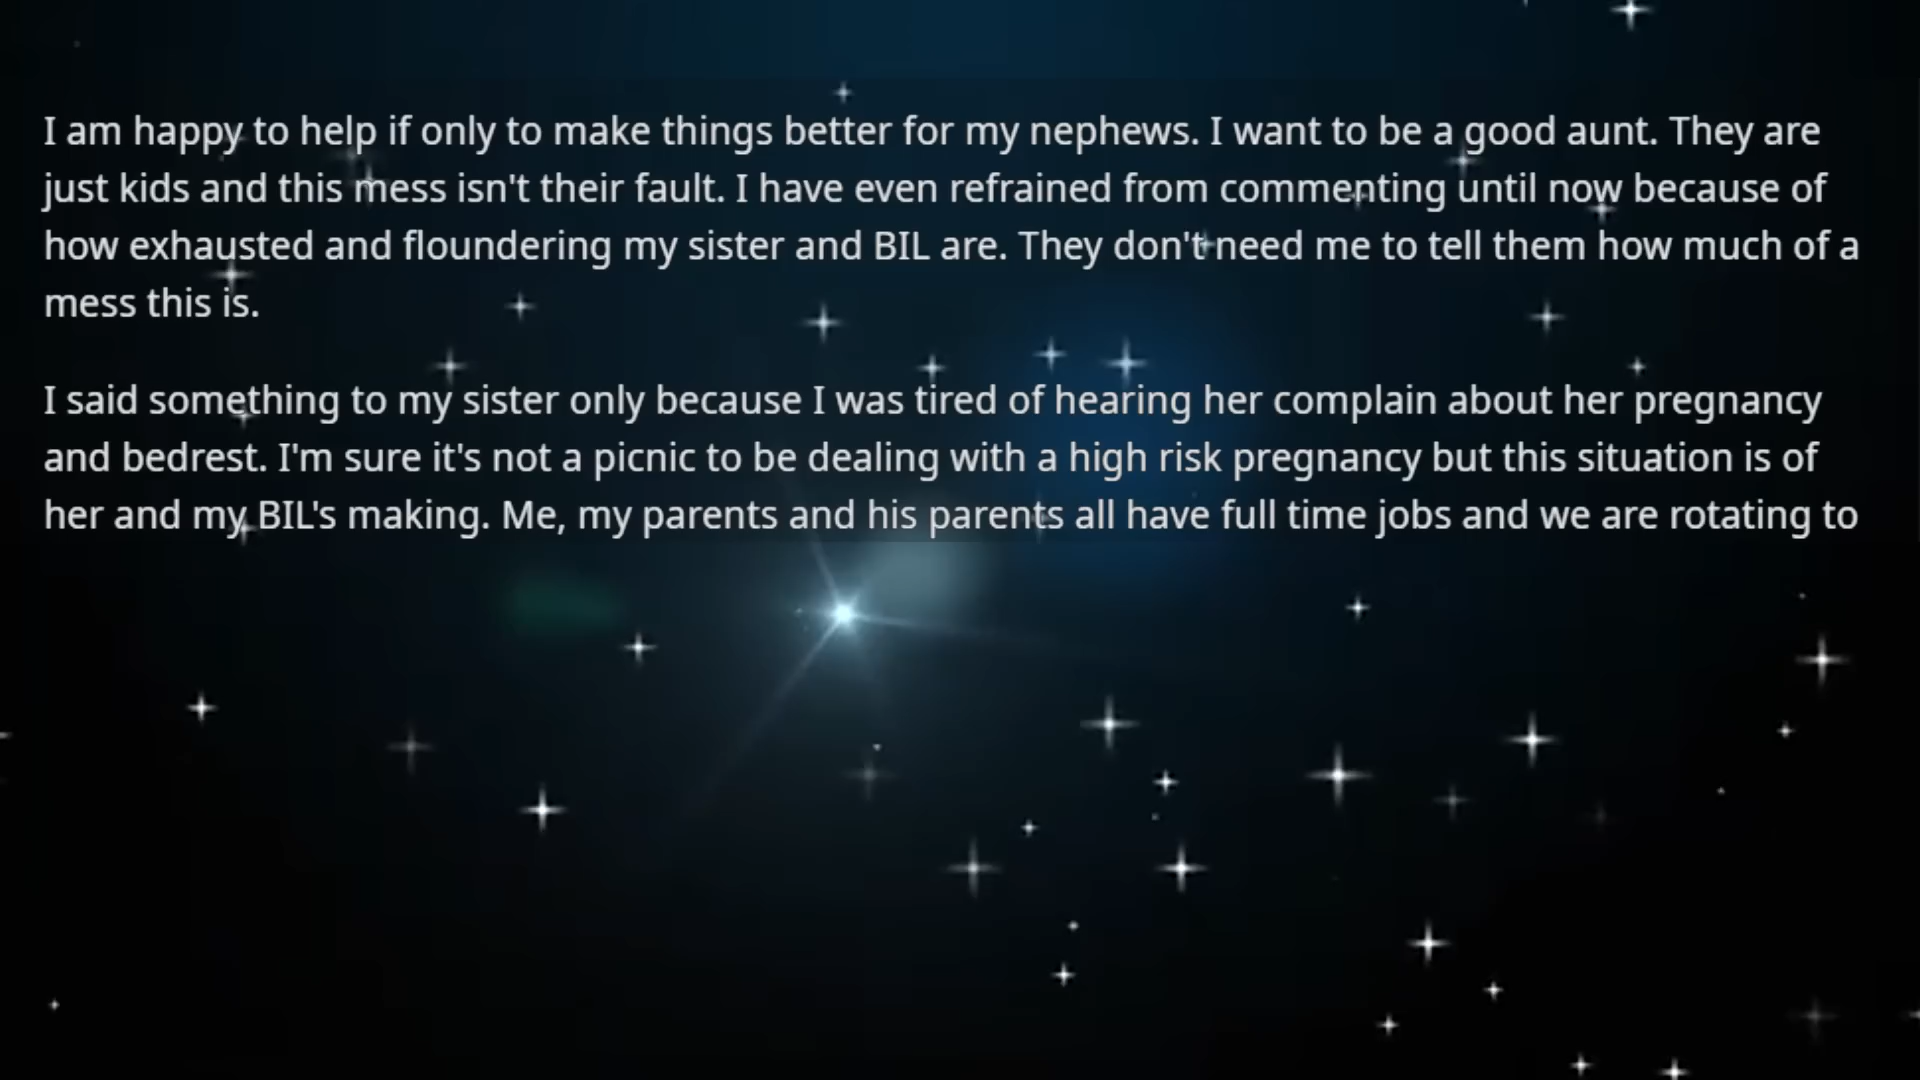 I am happy to help if only to make things better for my nephews. I want to be a good aunt. They are
just kids and this mess isn't their fault. I have even refrained from commenting until now because of
how exhausted and floundering my sister and BIL are. They don't need me to tell them how much of a
mess this is.
I said something to my sister only because I was tired of hearing her complain about her pregnancy
and bedrest. I'm sure it's not a picnic to be dealing with a high risk pregnancy but this situation is of
her and my BIL's making. Me, my parents and his parents all have full time jobs and we are rotating to